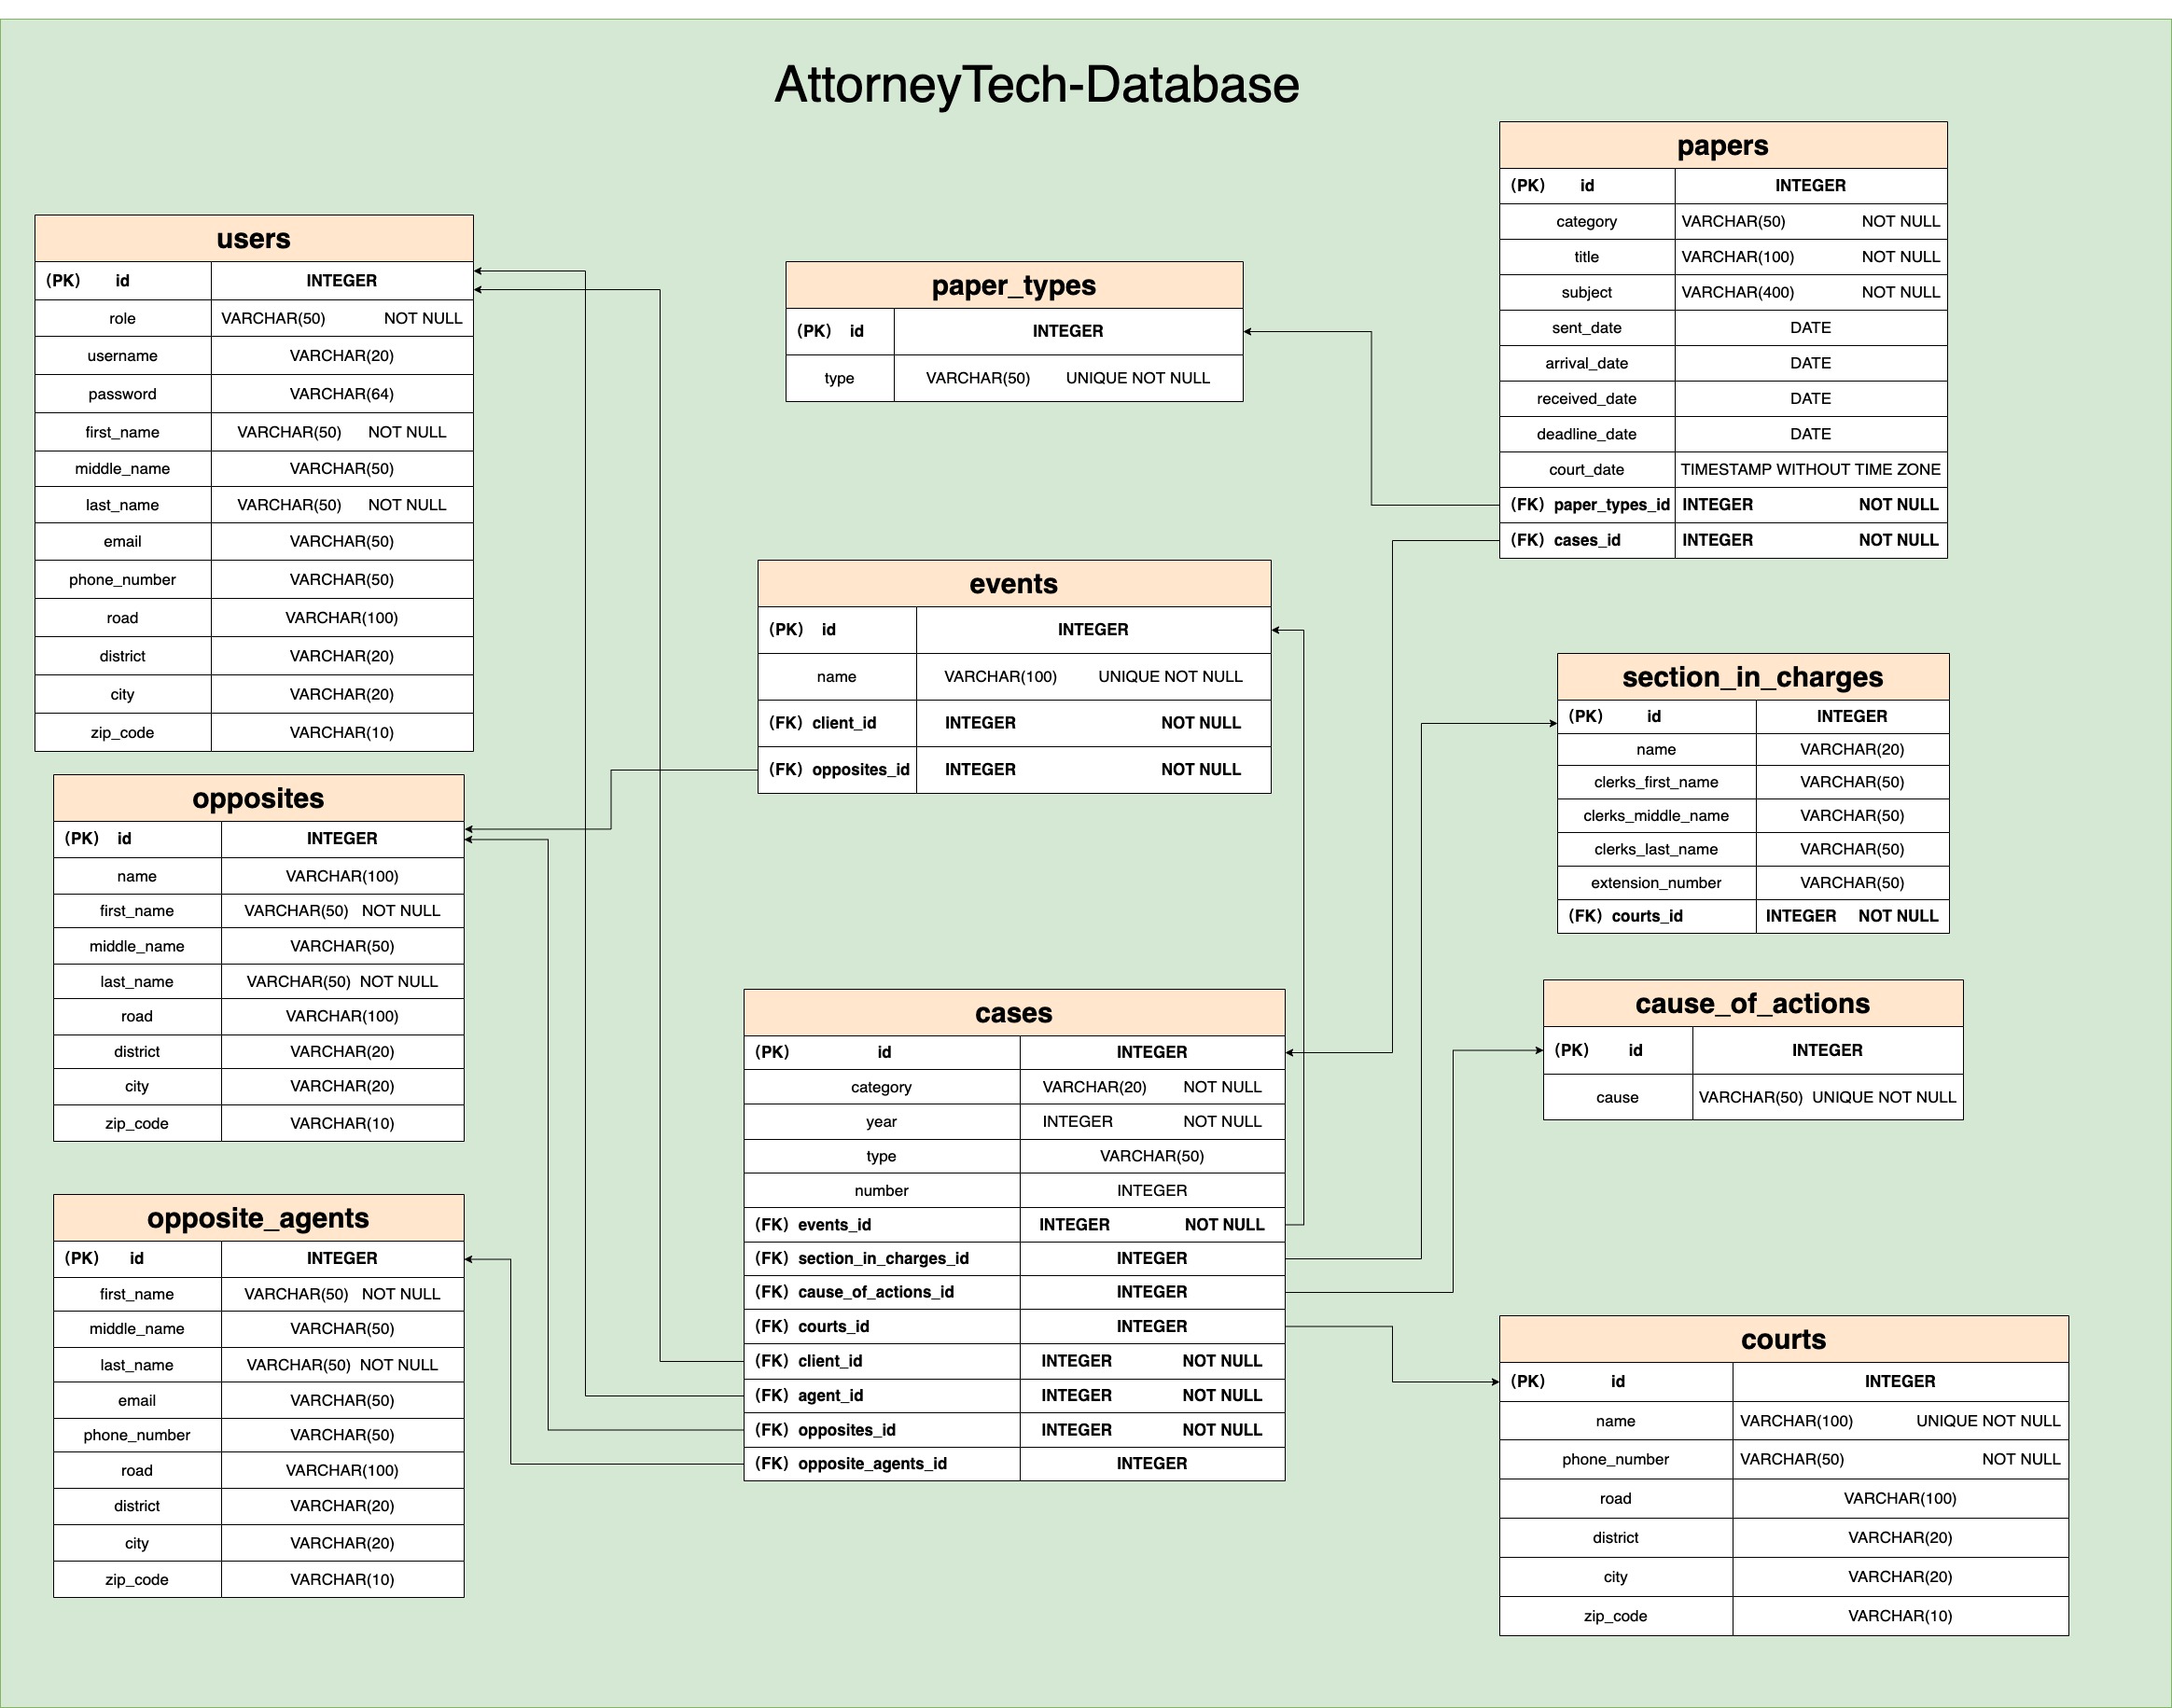 AttorneyTech-Database
users
(PK) id INTEGER
role VARCHAR(50) NOT NULL
username VARCHAR(20)
password VARCHAR(64)
first_name VARCHAR(50) NOT NULL
middle_name VARCHAR(50)
last_name VARCHAR(50) NOT NULL
email VARCHAR(50)
phone_number VARCHAR(50)
road VARCHAR(100)
district VARCHAR(20)
city VARCHAR(20)
zip_code VARCHAR(10)
opposites
(PK) id INTEGER
name VARCHAR(100)
first_name VARCHAR(50) NOT NULL
middle_name VARCHAR(50)
last_name VARCHAR(50) NOT NULL
road VARCHAR(100)
district VARCHAR(20)
city VARCHAR(20)
zip_code VARCHAR(10)
opposite_agents
(PK) id INTEGER
first_name VARCHAR(50) NOT NULL
middle_name VARCHAR(50)
last_name VARCHAR(50) NOT NULL
email VARCHAR(50)
phone_number VARCHAR(50)
road VARCHAR(100)
district VARCHAR(20)
city VARCHAR(20)
zip_code VARCHAR(10)
paper_types
(PK) id INTEGER
type VARCHAR(50) UNIQUE NOT NULL
events
(PK) id INTEGER
name VARCHAR(100) UNIQUE NOT NULL
(FK) client_id INTEGER NOT NULL
(FK) opposites_id INTEGER NOT NULL
cases
(PK) id INTEGER
category VARCHAR(20) NOT NULL
year INTEGER NOT NULL
type VARCHAR(50)
number INTEGER
(FK) events_id INTEGER NOT NULL
(FK) section_in_charges_id INTEGER
(FK) cause_of_actions_id INTEGER
(FK) courts_id INTEGER
(FK) client_id INTEGER NOT NULL
(FK) agent_id INTEGER NOT NULL
(FK) opposites_id INTEGER NOT NULL
(FK) opposite_agents_id INTEGER
papers
(PK) id INTEGER
category VARCHAR(50) NOT NULL
title VARCHAR(100) NOT NULL
subject VARCHAR(400) NOT NULL
sent_date DATE
arrival_date DATE
received_date DATE
deadline_date DATE
court_date TIMESTAMP WITHOUT TIME ZONE
(FK) paper_types_id INTEGER NOT NULL
(FK) cases_id INTEGER NOT NULL
section_in_charges
(PK) id INTEGER
name VARCHAR(20)
clerks_first_name VARCHAR(50)
clerks_middle_name VARCHAR(50)
clerks_last_name VARCHAR(50)
extension_number VARCHAR(50)
(FK) courts_id INTEGER NOT NULL
cause_of_actions
(PK) id INTEGER
cause VARCHAR(50) UNIQUE NOT NULL
courts
(PK) id INTEGER
name VARCHAR(100) UNIQUE NOT NULL
phone_number VARCHAR(50) NOT NULL
road VARCHAR(100)
district VARCHAR(20)
city VARCHAR(20)
zip_code VARCHAR(10)